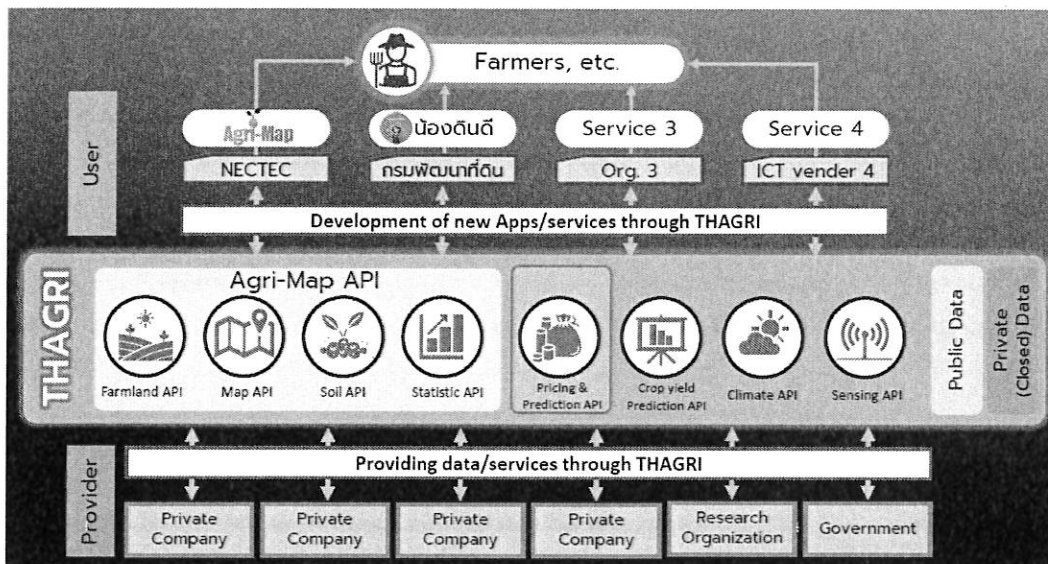 Farmers, etc.
User
Agri-Map
น้องดินดี
Service 3
Service 4
NECTEC
กรมพัฒนาที่ดิน
Org. 3
ICT vender 4
Development of new Apps/services through THAGRI
THAGRI
Agri-Map API
Farmland API
Map API
Soil API
Statistic API
Pricing &
Prediction API
Crop yield
Prediction API
Climate API
Sensing API
Public Data
Private
(Closed) Data
Provider
Providing data/services through THAGRI
Private
Company
Private
Company
Private
Company
Private
Company
Research
Organization
Government